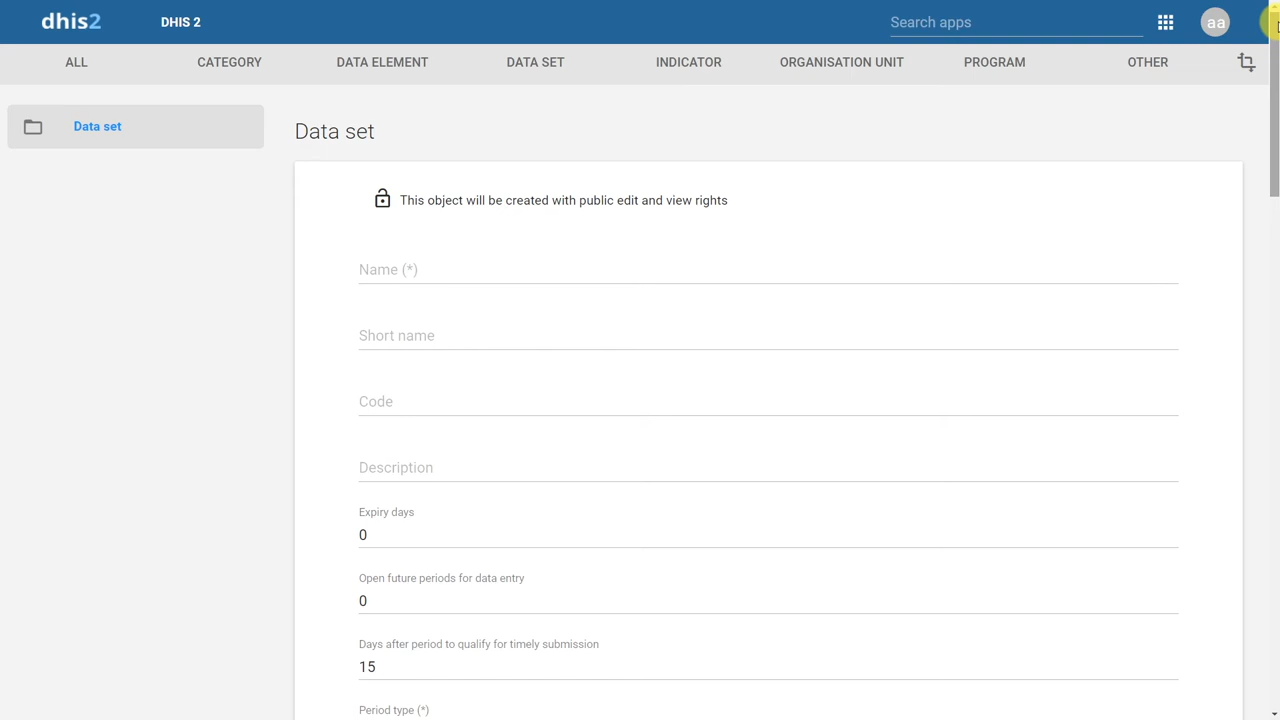 dhis2 DHIS 2 Search apps aa
ALL CATEGORY DATA ELEMENT DATA SET INDICATOR ORGANISATION UNIT PROGRAM OTHER
Data set
Data set
This object will be created with public edit and view rights
Name (*)
Short name
Code
Description
Expiry days
0
Open future periods for data entry
0
Days after period to qualify for timely submission
15
Period type (*)